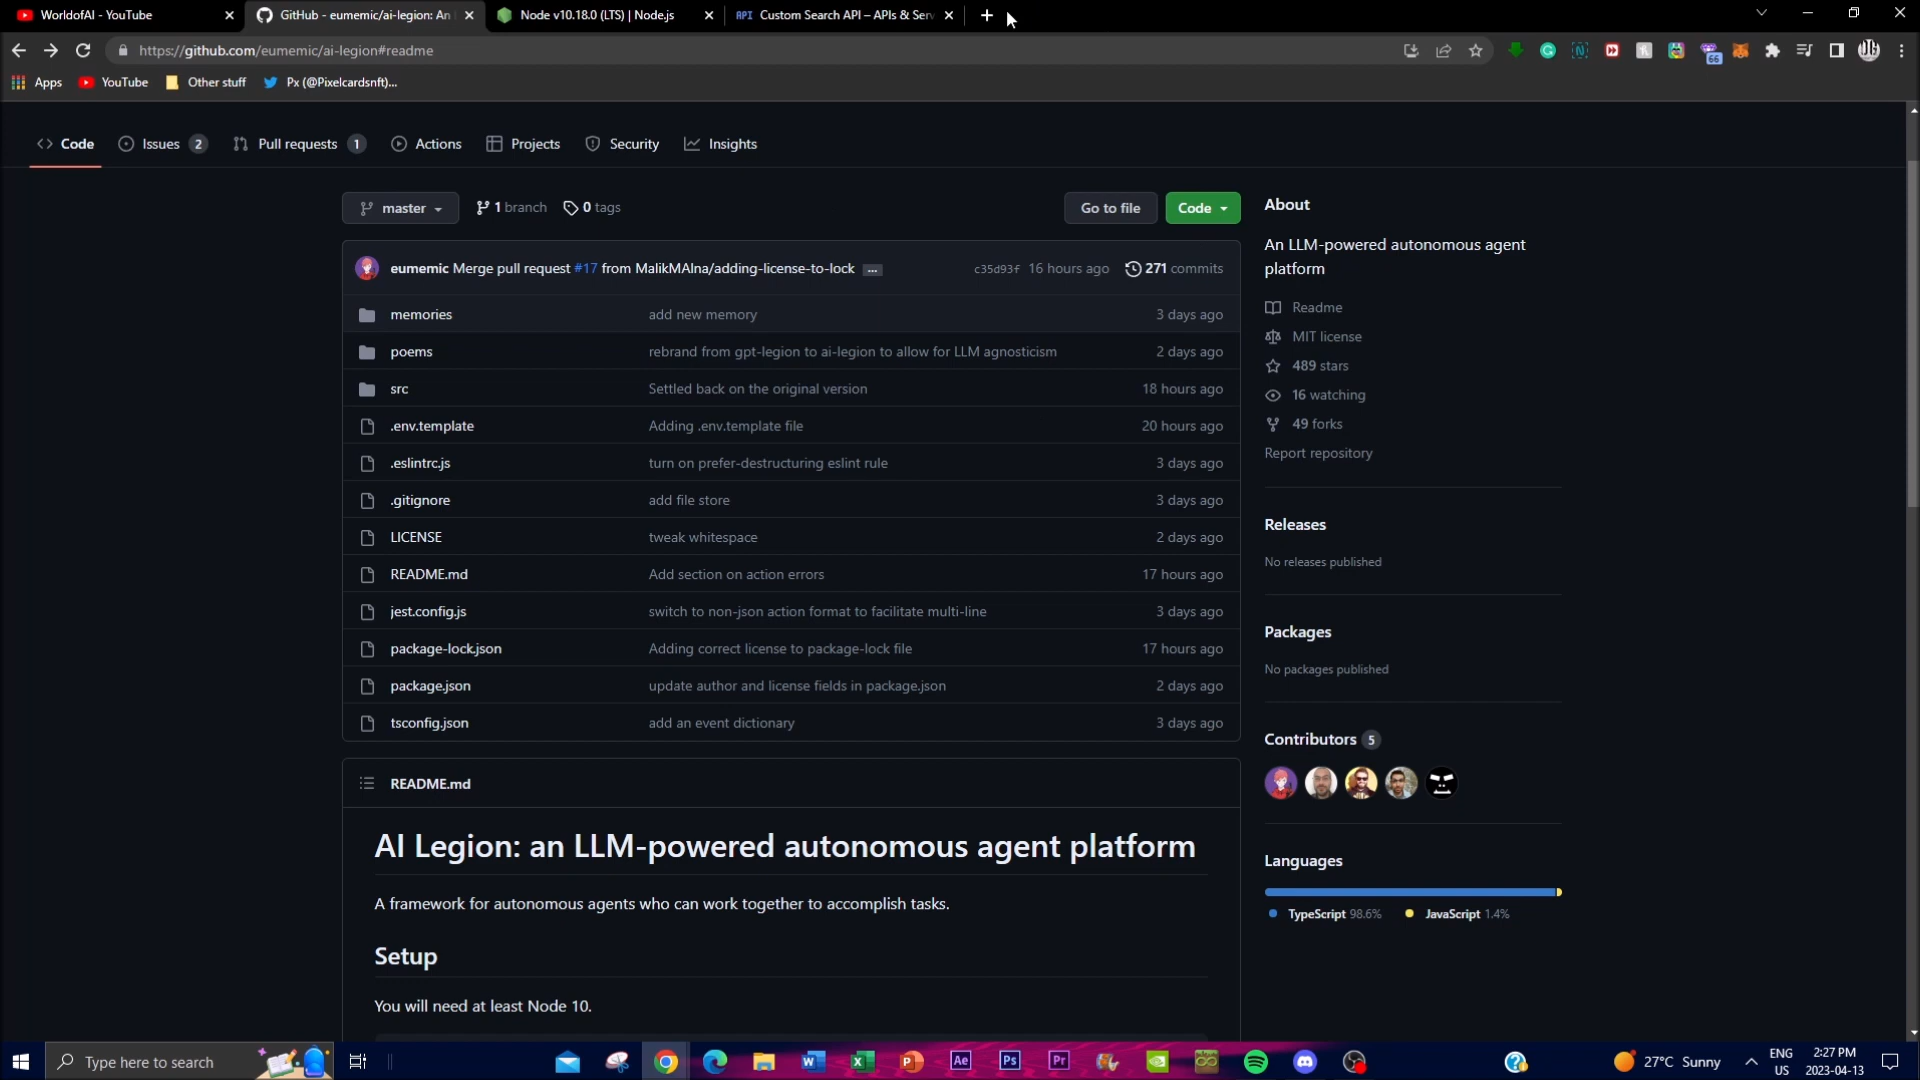 WorldofAI - YouTube
GitHub - eumemic/ai-legion: An
Node v10.18.0 (LTS) | Node.js
API Custom Search API – APIs & Serv
https://github.com/eumemic/ai-legion#readme
66
Apps
YouTube
Other stuff
Px (@Pixelcardsnft)...
Code
Issues 2
Pull requests 1
Actions
Projects
Security
Insights
master
1 branch
0 tags
Go to file
Code
eumemic Merge pull request #17 from MalikMAlna/adding-license-to-lock ... c35d93f 16 hours ago 271 commits
memories add new memory 3 days ago
poems rebrand from gpt-legion to ai-legion to allow for LLM agnosticism 2 days ago
src Settled back on the original version 18 hours ago
.env.template Adding .env.template file 20 hours ago
.eslintrc.js turn on prefer-destructuring eslint rule 3 days ago
.gitignore add file store 3 days ago
LICENSE tweak whitespace 2 days ago
README.md Add section on action errors 17 hours ago
jest.config.js switch to non-json action format to facilitate multi-line 3 days ago
package-lock.json Adding correct license to package-lock file 17 hours ago
package.json update author and license fields in package.json 2 days ago
tsconfig.json add an event dictionary 3 days ago
README.md
AI Legion: an LLM-powered autonomous agent platform
A framework for autonomous agents who can work together to accomplish tasks.
Setup
You will need at least Node 10.
About
An LLM-powered autonomous agent
platform
Readme
MIT license
489 stars
16 watching
49 forks
Report repository
Releases
No releases published
Packages
No packages published
Contributors 5
Languages
TypeScript 98.6% JavaScript 1.4%
Type here to search
27°C Sunny
ENG
US
2:27 PM
2023-04-13